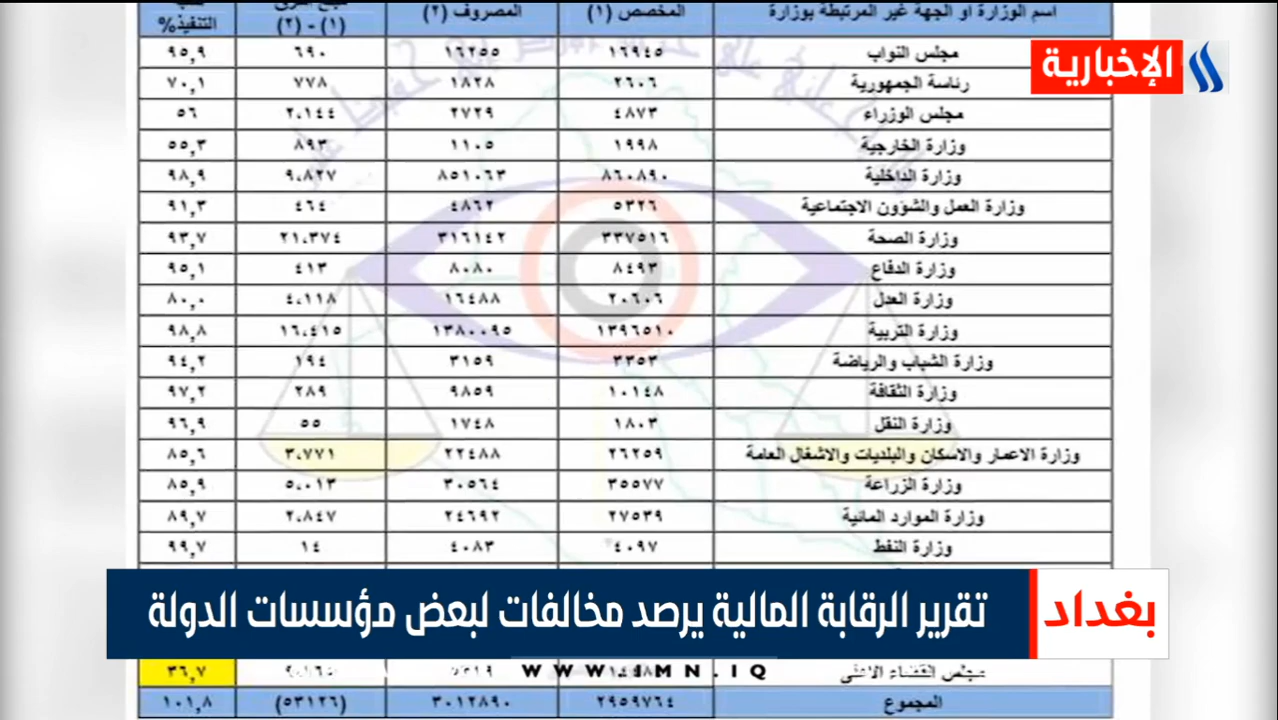 اسم الوزارة او الجهة غير المرتبطة بوزارة المخصص (١) المصروف (٢) (١) - (٢) التنفيذ%
مجلس النواب ١٦٩٤٥ ١٦٢٥٥ ٦٩٠ ٩٥,٩
رئاسة الجمهورية ٢٦٠٦ ١٨٢٨ ٧٧٨ ٧٠,١
مجلس الوزراء ٤٨٧٣ ٢٧٢٩ ٢,١٤٤ ٥٦
وزارة الخارجية ١٩٩٨ ١١٠٥ ٨٩٣ ٥٥,٣
وزارة الداخلية ٨٦٠٨٩٠ ٨٥١٠٦٣ ٩,٨٢٧ ٩٨,٩
وزارة العمل والشؤون الاجتماعية ٥٣٢٦ ٤٨٦٢ ٤٦٤ ٩١,٣
وزارة الصحة ٣٣٧٥١٦ ٣١٦١٤٢ ٢١,٣٧٤ ٩٣,٧
وزارة الدفاع ٨٤٩٣ ٨٠٨٠ ٤١٣ ٩٥,١
وزارة العدل ٢٠٦٠٦ ١٦٤٨٨ ٤,١١٨ ٨٠,٠
وزارة التربية ١٣٩٦٥١٠ ١٣٨٠٠٩٥ ١٦,٤١٥ ٩٨,٨
وزارة الشباب والرياضة ٣٣٥٣ ٣١٥٩ ١٩٤ ٩٤,٢
وزارة الثقافة ١٠١٤٨ ٩٨٥٩ ٢٨٩ ٩٧,٢
وزارة النقل ١٨٠٣ ١٧٤٨ ٥٥ ٩٦,٩
وزارة الاعمار والاسكان والبلديات والاشغال العامة ٢٦٢٥٩ ٢٢٤٨٨ ٣,٧٧١ ٨٥,٦
وزارة الزراعة ٣٥٥٧٧ ٣٠٥٦٤ ٥,٠١٣ ٨٥,٩
وزارة الموارد المائية ٢٧٥٣٩ ٢٤٦٩٢ ٢,٨٤٧ ٨٩,٧
وزارة النفط ٤٠٩٧ ٤٠٨٣ ١٤ ٩٩,٧
الإخبارية
بغداد
تقرير الرقابة المالية يرصد مخالفات لبعض مؤسسات الدولة
WWW.IMN.IQ
مجلس القضاء الاعلى ٣٦,٧
المجموع ٢٩٥٩٧٦٤ ٣٠١٢٨٩٠ (٥٣١٢٦) ١٠١,٨